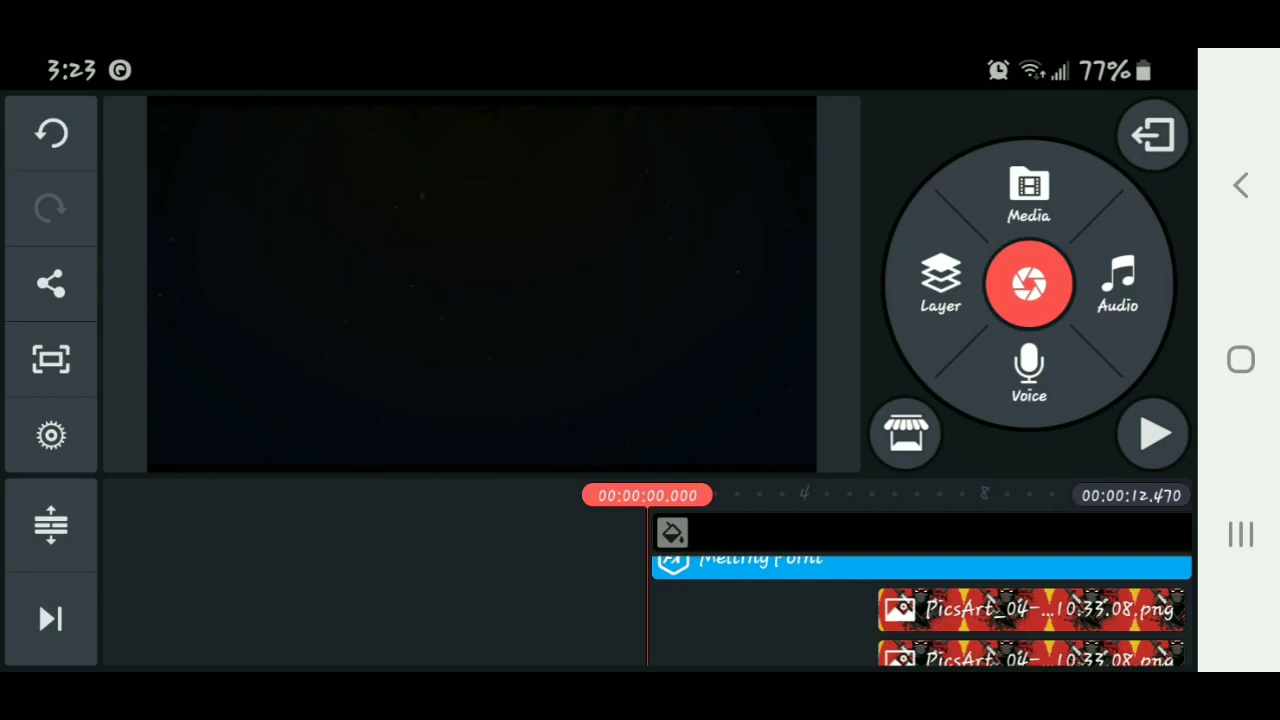 3:23
77%
Media
Layer
Audio
Voice
00:00:00.000
4
8
00:00:12.470
FX Melting Point
PicsArt_04-...10.33.08.png
PicsArt_04-...10.33.08.png